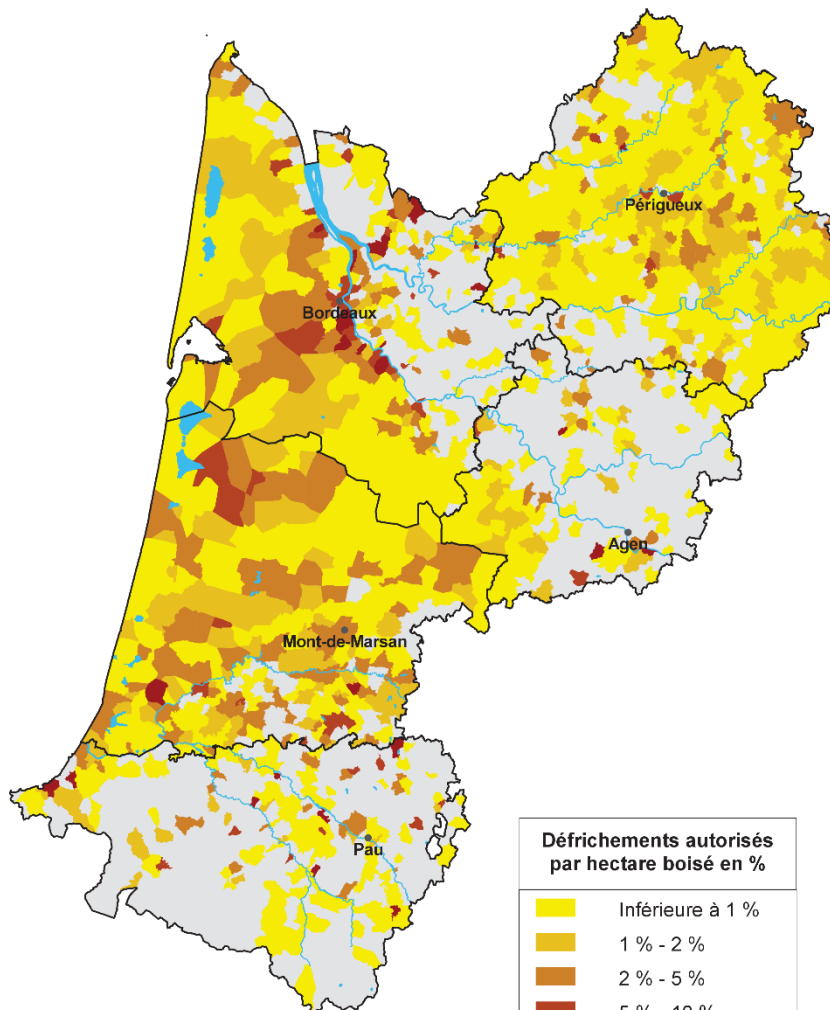 Périgueux
Bordeaux
Agen
Mont-de-Marsan
Pau
Défrichements autorisés
par hectare boisé en %
Inférieure à 1 %
1 % - 2 %
2 % - 5 %